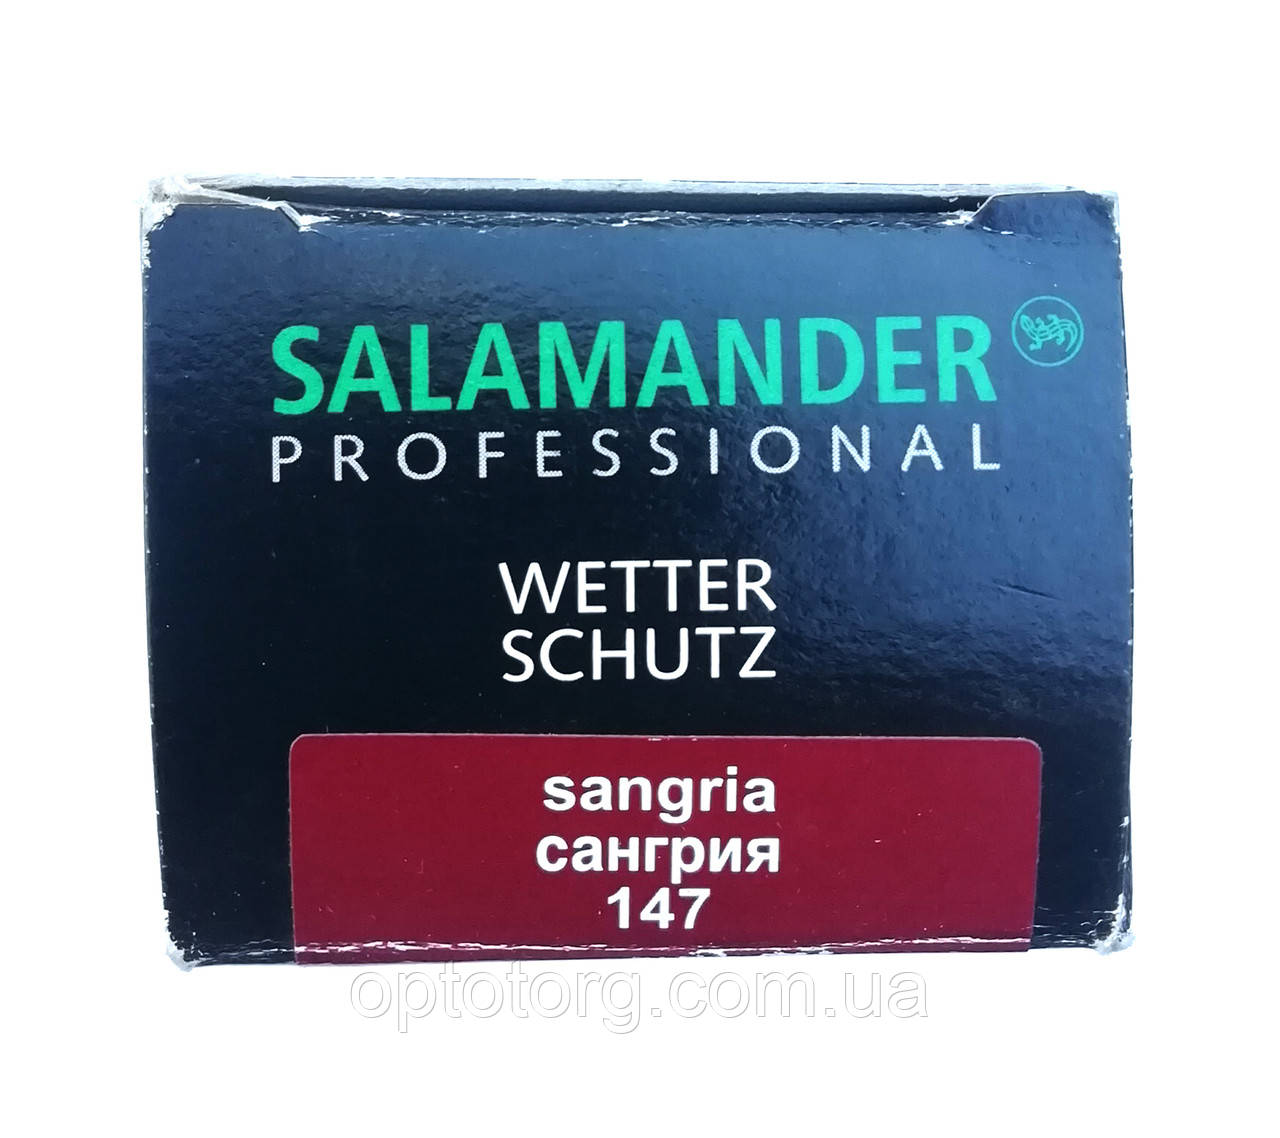 SALAMANDER
PROFESSIONAL
WETTER
SCHUTZ
sangria
сангрия
147
optotorg.com.ua